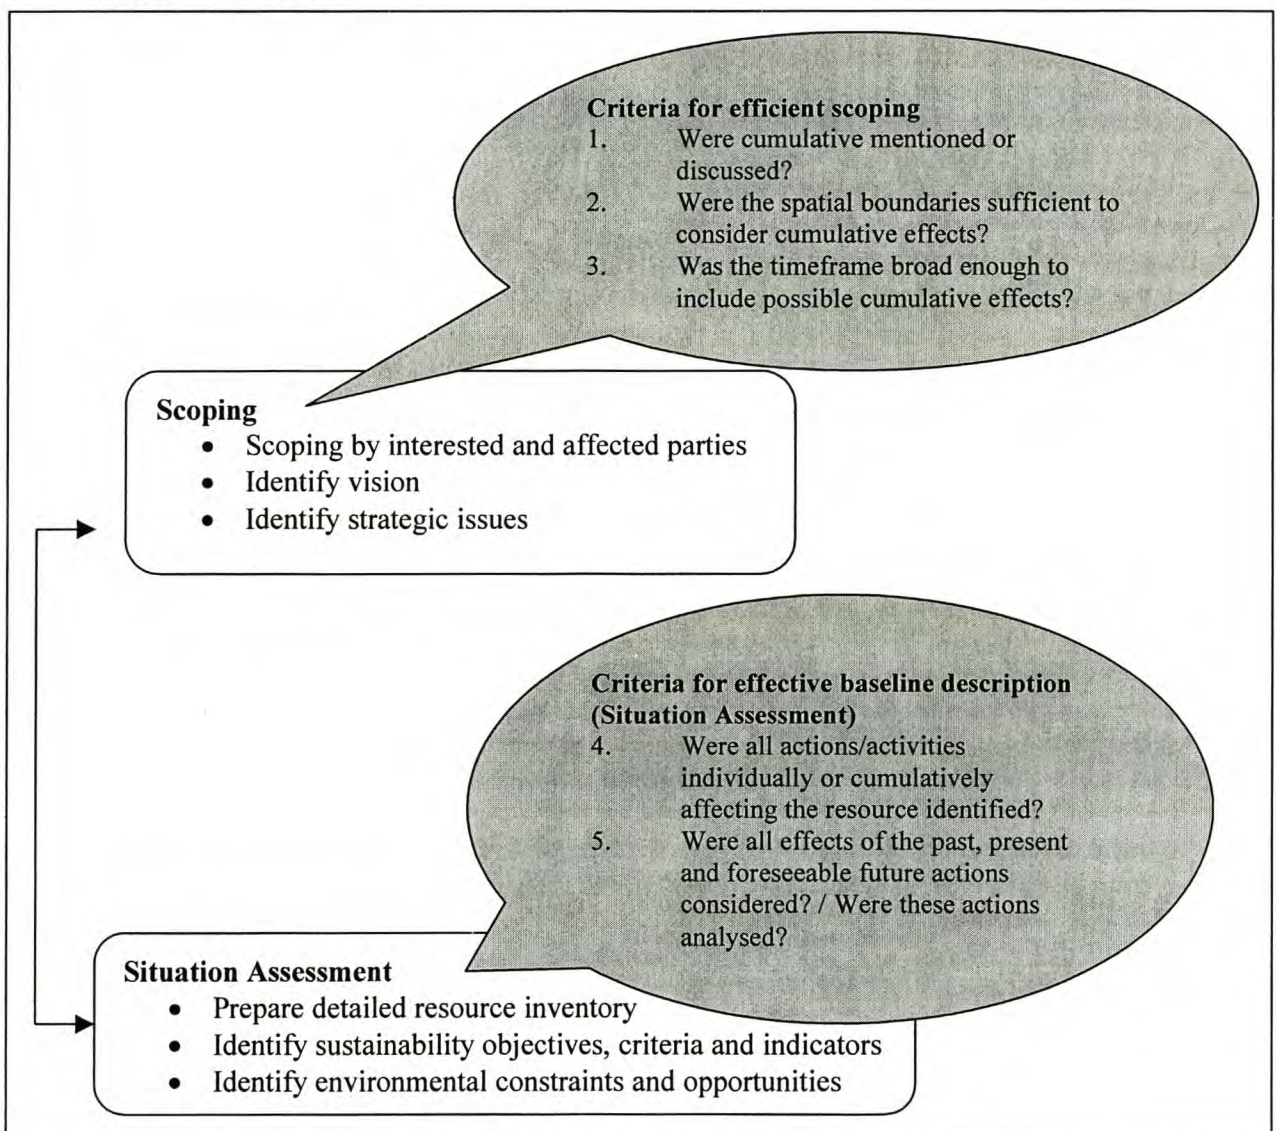 Criteria for efficient scoping
1. Were cumulative mentioned or
discussed?
2. Were the spatial boundaries sufficient to
consider cumulative effects?
3. Was the timeframe broad enough to
include possible cumulative effects?
Scoping
• Scoping by interested and affected parties
• Identify vision
• Identify strategic issues
Criteria for effective baseline description
(Situation Assessment)
4. Were all actions/activities
individually or cumulatively
affecting the resource identified?
5. Were all effects of the past, present
and foreseeable future actions
considered? / Were these actions
analysed?
Situation Assessment
• Prepare detailed resource inventory
• Identify sustainability objectives, criteria and indicators
• Identify environmental constraints and opportunities